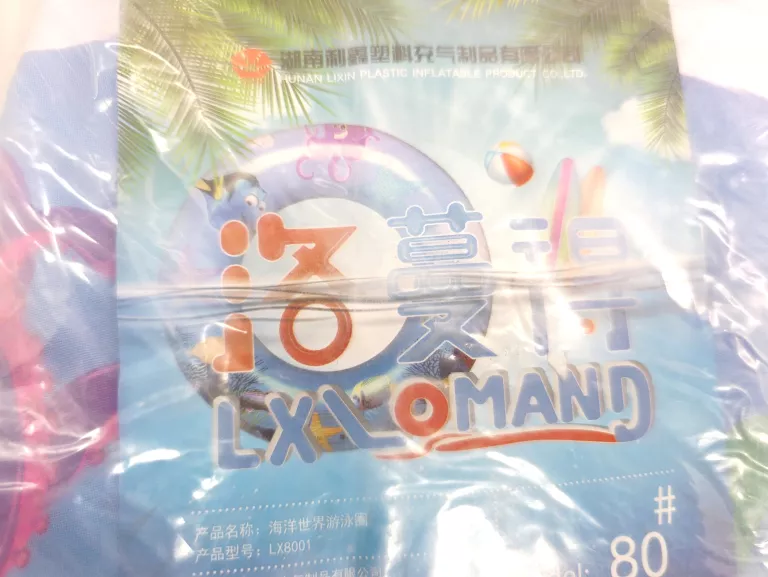 湖南利鑫塑料充气制品有限公司
HUNAN LIXIN PLASTIC INFLATABLE PRODUCT CO.,LTD.
洛蔓得
LXLOMAND
产品名称：海洋世界游泳圈
产品型号：LX8001
#
80